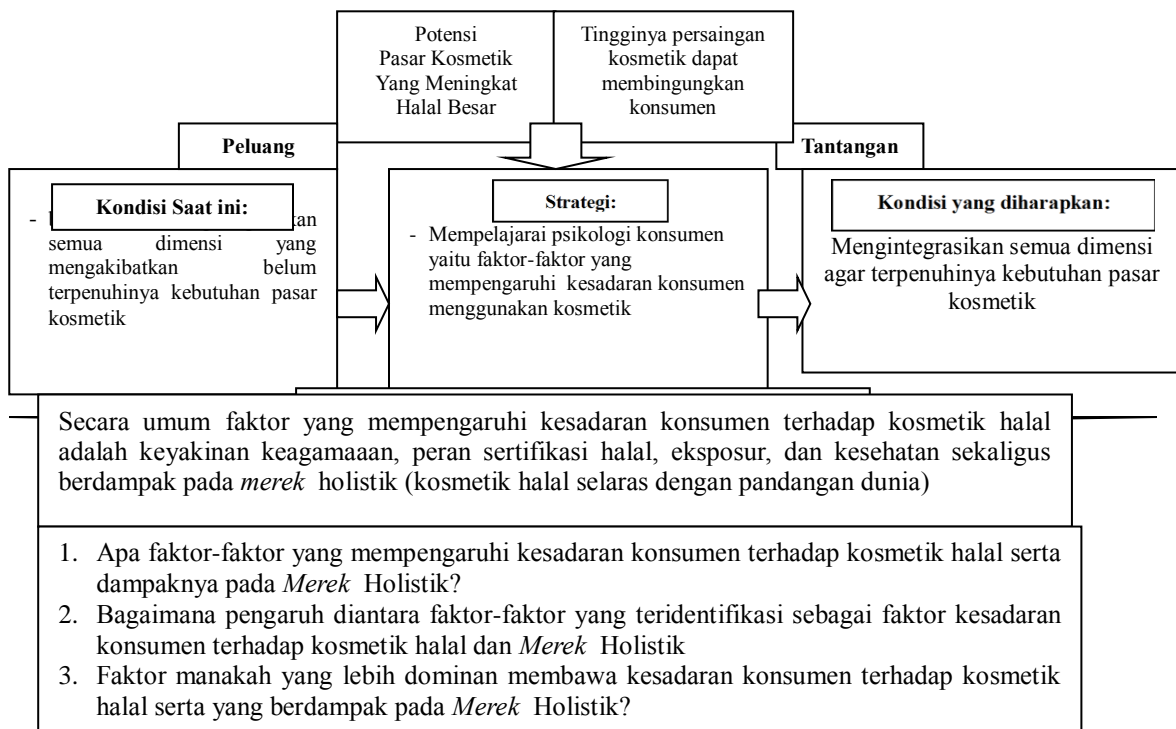 Potensi
Pasar Kosmetik
Yang Meningkat
Halal Besar
Tingginya persaingan
kosmetik dapat
membingungkan
konsumen
Peluang
Tantangan
Kondisi Saat ini:
-
semua dimensi yang
mengakibatkan belum
terpenuhinya kebutuhan pasar
kosmetik
Strategi:
- Mempelajarai psikologi konsumen
yaitu faktor-faktor yang
mempengaruhi kesadaran konsumen
menggunakan kosmetik
Kondisi yang diharapkan:
Mengintegrasikan semua dimensi
agar terpenuhinya kebutuhan pasar
kosmetik
Secara umum faktor yang mempengaruhi kesadaran konsumen terhadap kosmetik halal
adalah keyakinan keagamaaan, peran sertifikasi halal, eksposur, dan kesehatan sekaligus
berdampak pada merek holistik (kosmetik halal selaras dengan pandangan dunia)
1. Apa faktor-faktor yang mempengaruhi kesadaran konsumen terhadap kosmetik halal serta
dampaknya pada Merek Holistik?
2. Bagaimana pengaruh diantara faktor-faktor yang teridentifikasi sebagai faktor kesadaran
konsumen terhadap kosmetik halal dan Merek Holistik
3. Faktor manakah yang lebih dominan membawa kesadaran konsumen terhadap kosmetik
halal serta yang berdampak pada Merek Holistik?